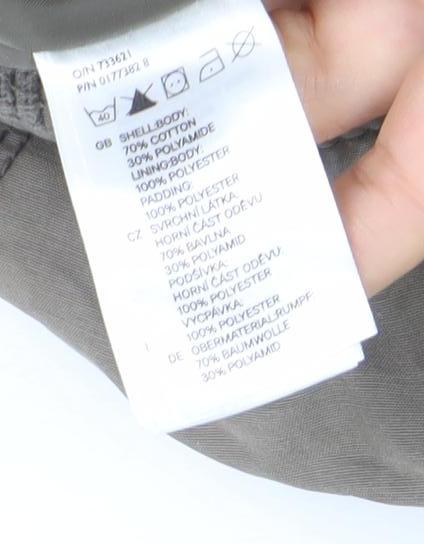 O/N 733621
P/N 0177382 8
40
GB SHELL-BODY:
70% COTTON
30% POLYAMIDE
LINING-BODY:
100% POLYESTER
PADDING:
100% POLYESTER
CZ SVRCHNÍ LÁTKA
HORNÍ ČÁST ODĚVU
70% BAVLNA
30% POLYAMID
PODŠÍVKA:
HORNÍ ČÁST ODĚVU:
100% POLYESTER
VÝCPÁVKA:
100% POLYESTER
DE OBERMATERIAL-RUMPF:
70% BAUMWOLLE
30% POLYAMID